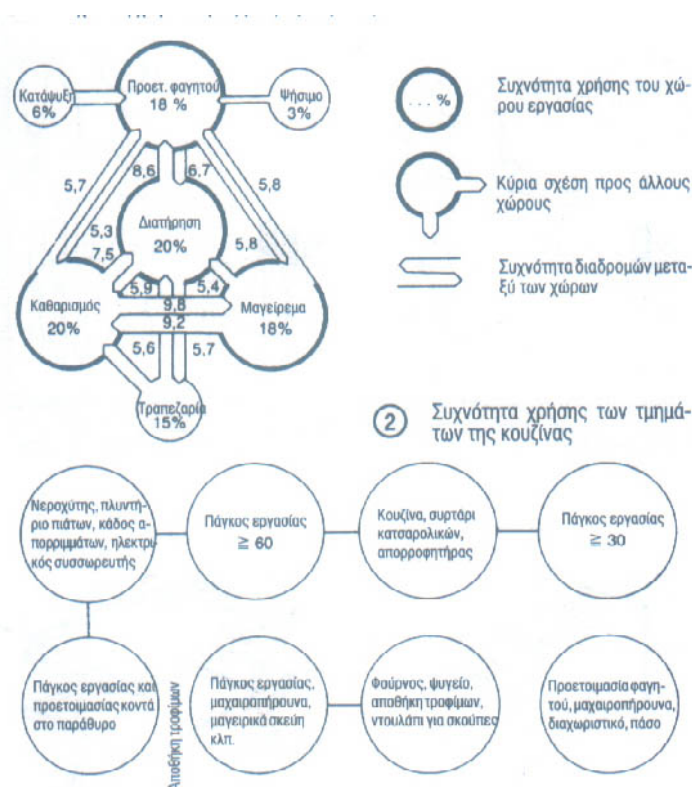 Κατάψυξη
6%
Προετ. φαγητού
18 %
Ψήσιμο
3%
... %
Συχνότητα χρήσης του χώ-
ρου εργασίας
5,7
8,6
6,7
5,8
Κύρια σχέση προς άλλους
χώρους
5,3
7,5
Διατήρηση
20%
5,8
Συχνότητα διαδρομών μετα-
ξύ των χώρων
5,9
5,4
Καθαρισμός
20%
9,8
9,2
Μαγείρεμα
18%
5,6
5,7
Τραπεζαρία
15%
2
Συχνότητα χρήσης των τμημά-
των της κουζίνας
Νεροχύτης, πλυντή-
ριο πιάτων, κάδος α-
πορριμμάτων, ηλεκτρι-
κός συσσωρευτής
Πάγκος εργασίας
≧ 60
Κουζίνα, συρτάρι
κατσαρολικών,
απορροφητήρας
Πάγκος εργασίας
≧ 30
Πάγκος εργασίας και
προετοιμασίας κοντά
στο παράθυρο
Αποθήκη τροφίμων
Πάγκος εργασίας,
μαχαιροπήρουνα,
μαγειρικά σκεύη
κλπ.
Φούρνος, ψυγείο,
αποθήκη τροφίμων,
ντουλάπι για σκούπες
Προετοιμασία φαγη-
τού, μαχαιροπήρουνα,
διαχωριστικό, πάσο